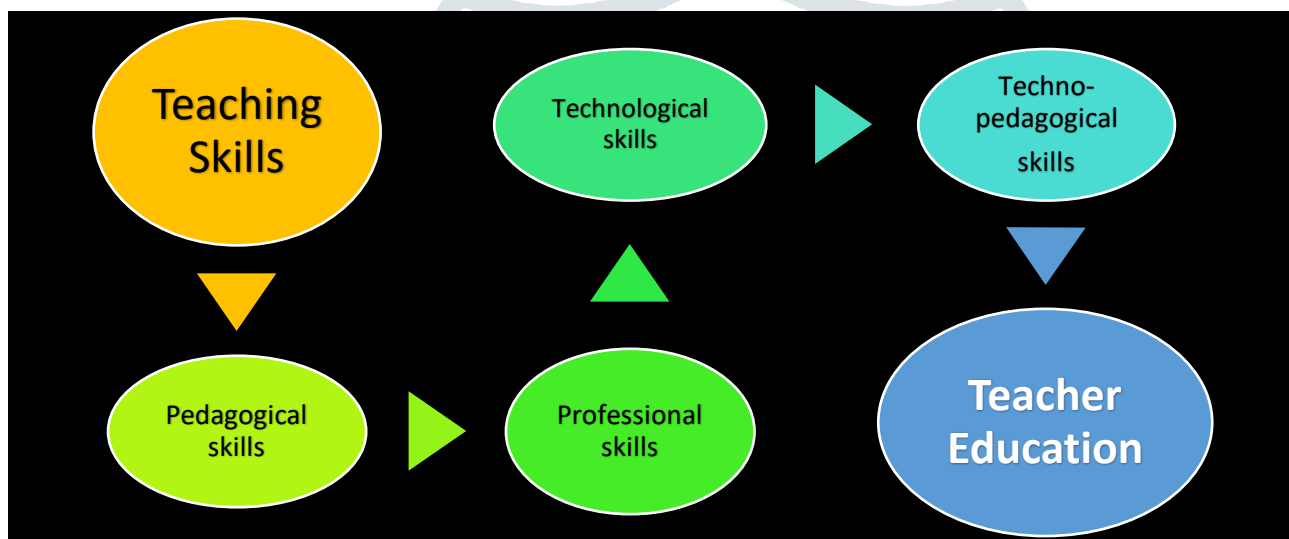 Teaching
Skills
Pedagogical
skills
Professional
skills
Technological
skills
Techno-
pedagogical
skills
Teacher
Education